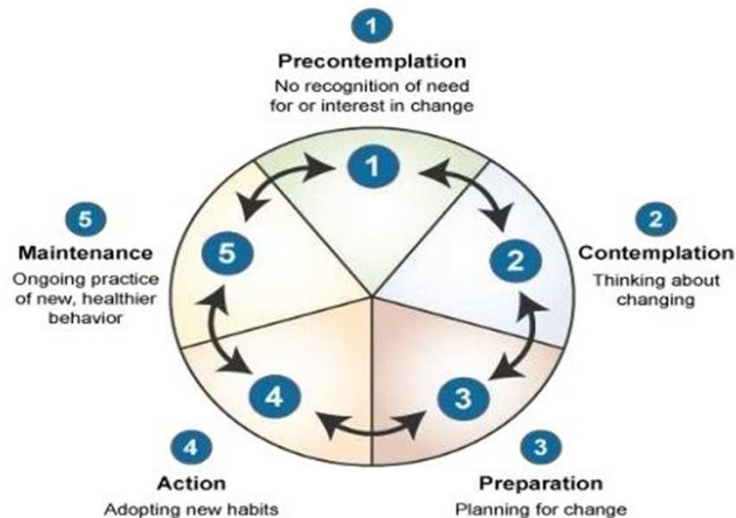 1
Precontemplation
No recognition of need
for or interest in change
1
5
Maintenance
Ongoing practice
of new, healthier
behavior
5
2
2
Contemplation
Thinking about
changing
4
3
4
Action
Adopting new habits
3
Preparation
Planning for change